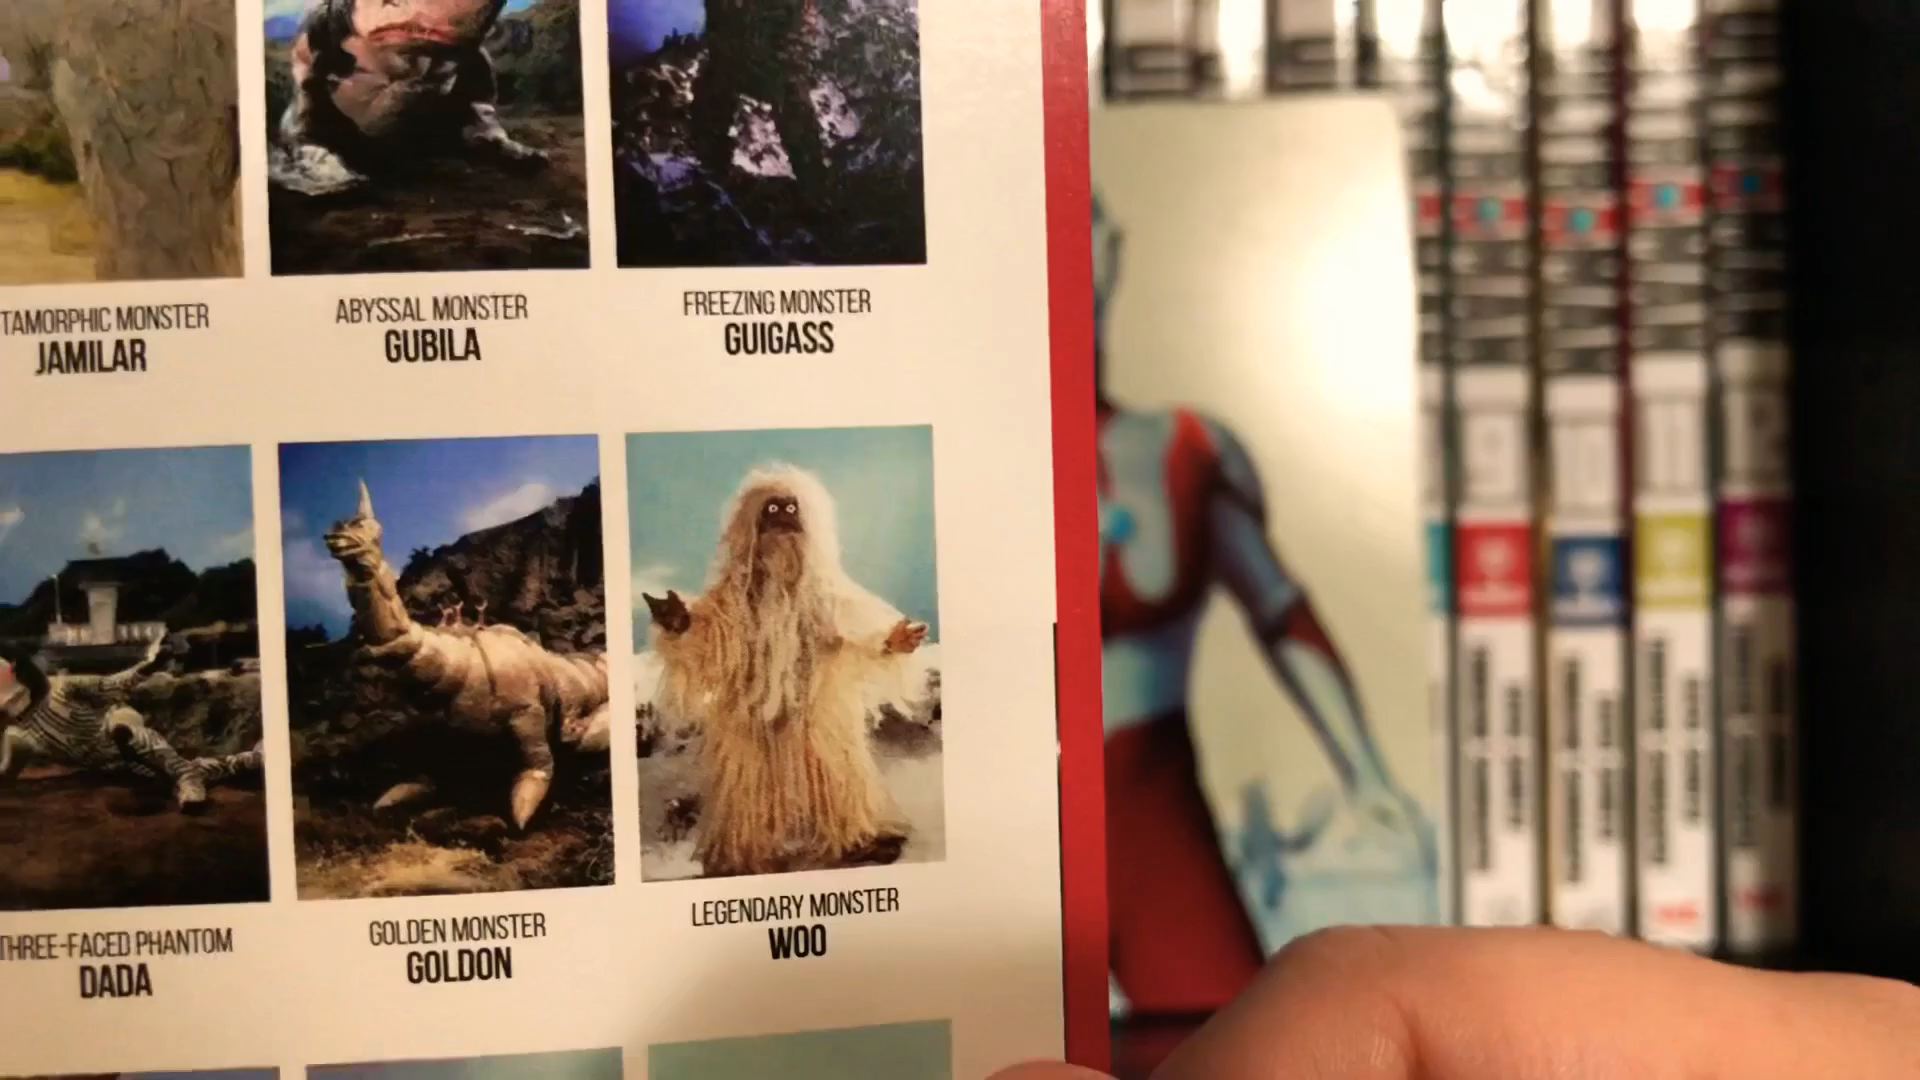 TAMORPHIC MONSTER
JAMILAR
ABYSSAL MONSTER
GUBILA
FREEZING MONSTER
GUIGASS
THREE-FACED PHANTOM
DADA
GOLDEN MONSTER
GOLDON
LEGENDARY MONSTER
WOO